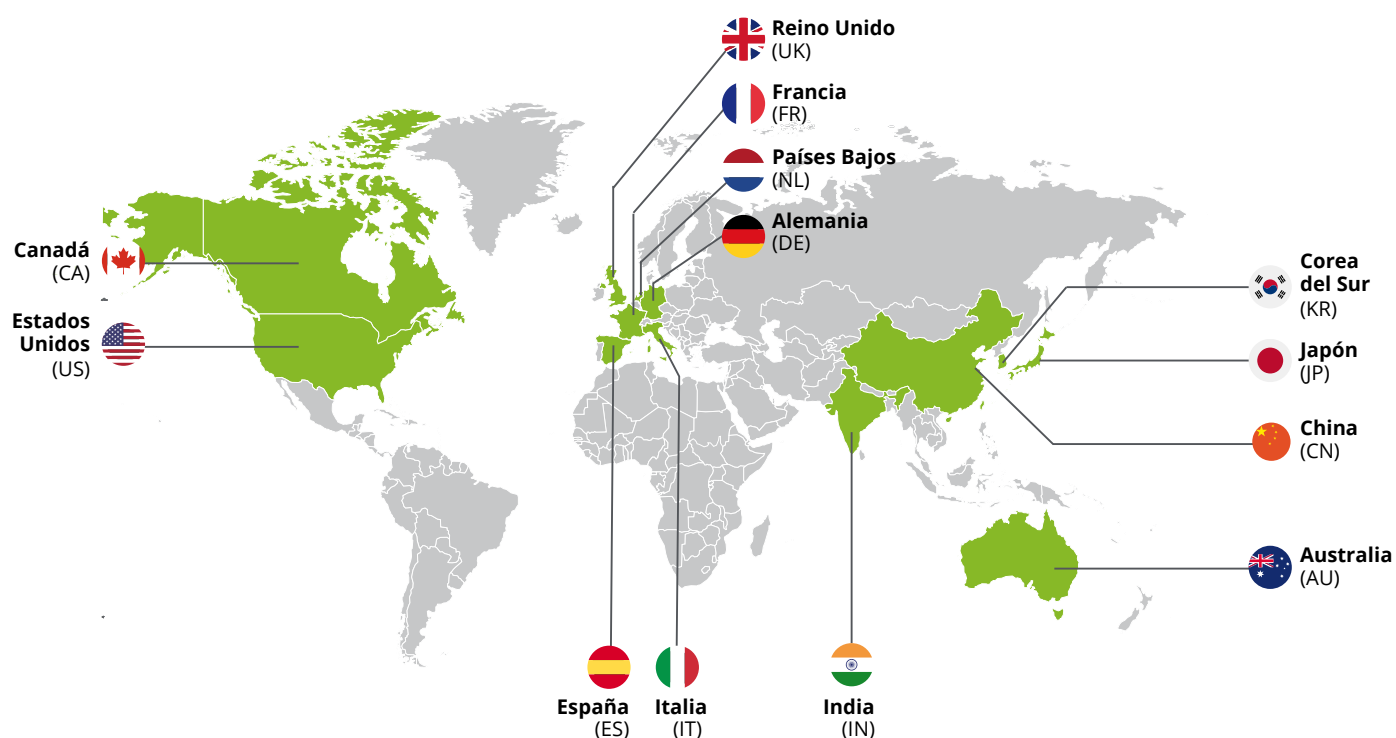 Reino Unido
(UK)
Francia
(FR)
Países Bajos
(NL)
Alemania
(DE)
Canadá
(CA)
Estados
Unidos
(US)
Corea
del Sur
(KR)
Japón
(JP)
China
(CN)
Australia
(AU)
España
(ES)
Italia
(IT)
India
(IN)